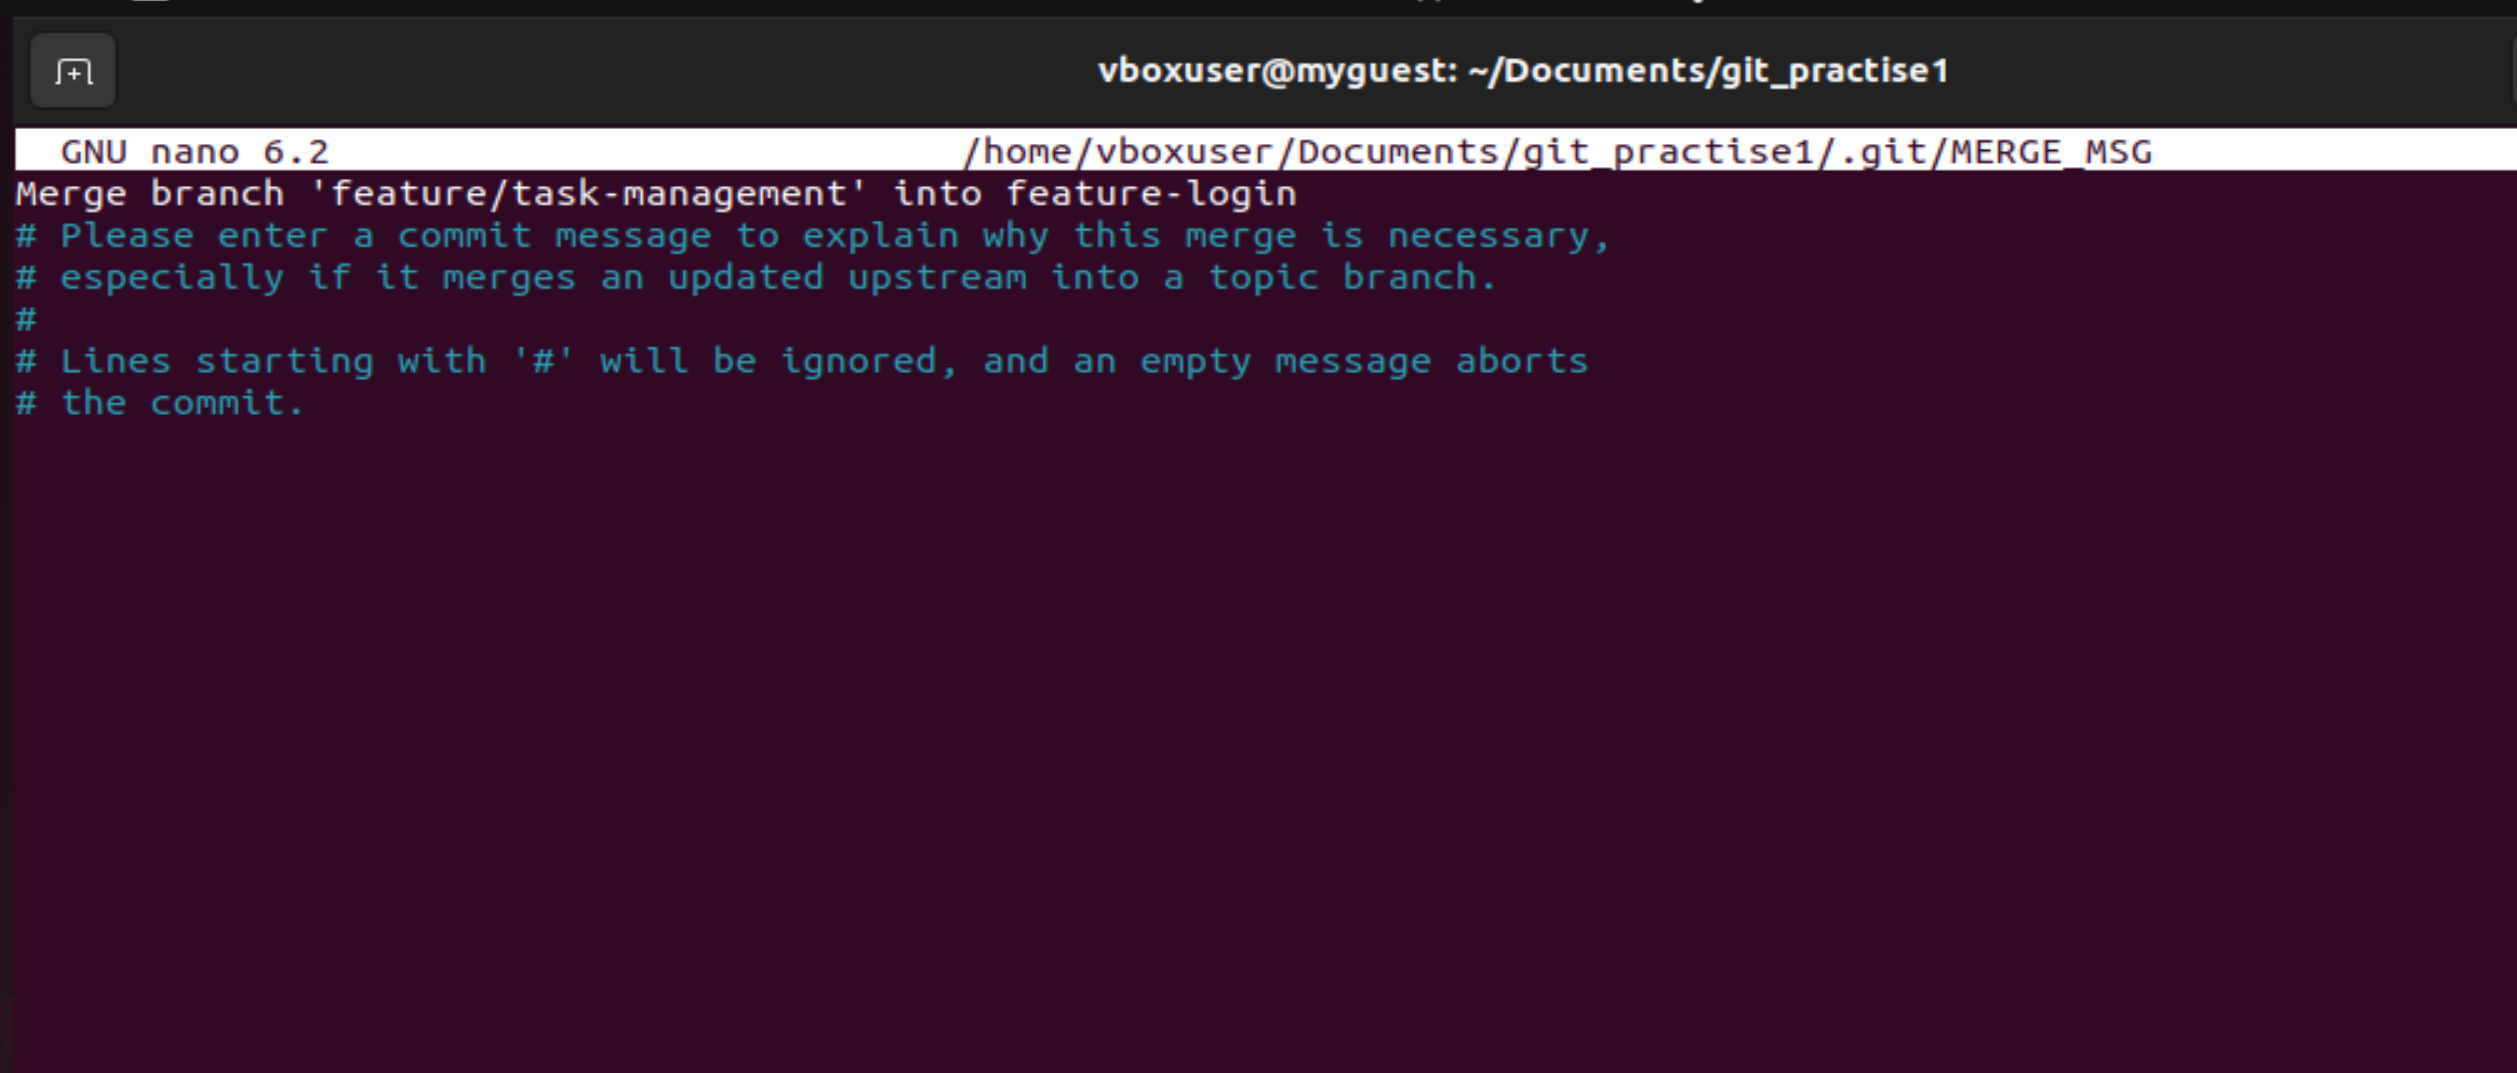 vboxuser@myguest: ~/Documents/git_practise1
GNU nano 6.2 /home/vboxuser/Documents/git_practise1/.git/MERGE_MSG
Merge branch 'feature/task-management' into feature-login
# Please enter a commit message to explain why this merge is necessary,
# especially if it merges an updated upstream into a topic branch.
#
# Lines starting with '#' will be ignored, and an empty message aborts
# the commit.